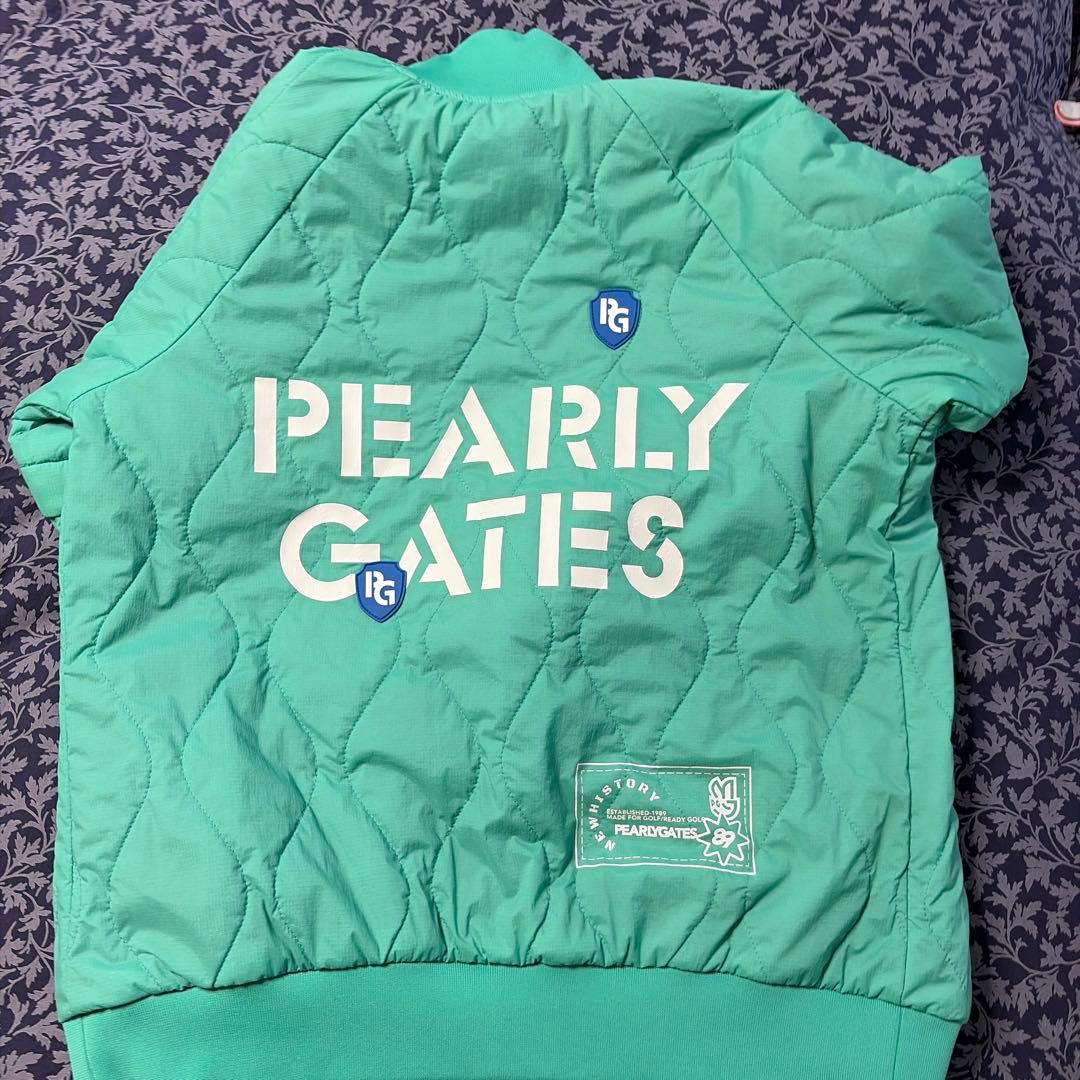 PG
PEARLY
GATES
PG
NEWHISTORY
ESTABLISHED-1989
MADE FOR GOLF/READY GOLF
PEARLYGATES
89